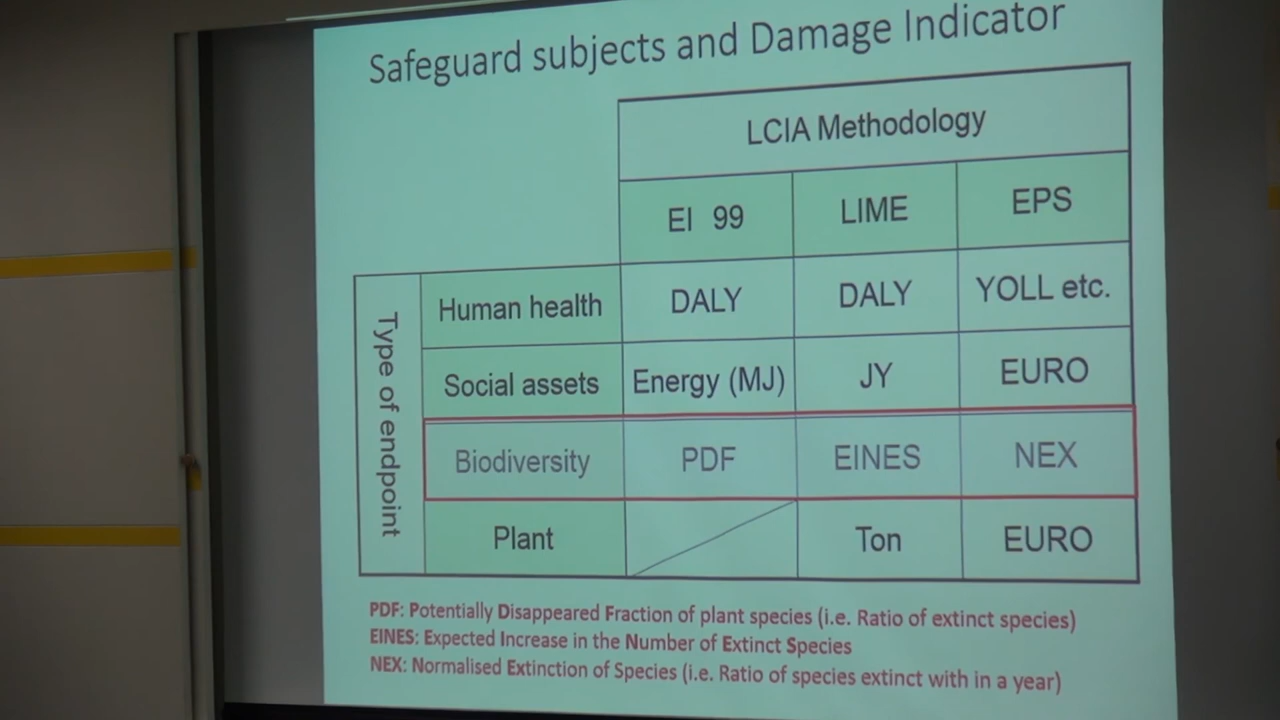 Safeguard subjects and Damage Indicator
LCIA Methodology
EI 99 LIME EPS
Type of endpoint
Human health DALY DALY YOLL etc.
Social assets Energy (MJ) JY EURO
Biodiversity PDF EINES NEX
Plant Ton EURO
PDF: Potentially Disappeared Fraction of plant species (i.e. Ratio of extinct species)
EINES: Expected Increase in the Number of Extinct Species
NEX: Normalised Extinction of Species (i.e. Ratio of species extinct with in a year)